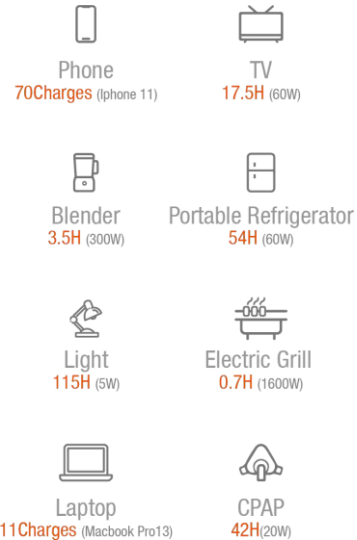 Phone
70Charges (Iphone 11)
TV
17.5H (60W)
Blender
3.5H (300W)
Portable Refrigerator
54H (60W)
Light
115H (5W)
Electric Grill
0.7H (1600W)
Laptop
11Charges (Macbook Pro13)
CPAP
42H(20W)